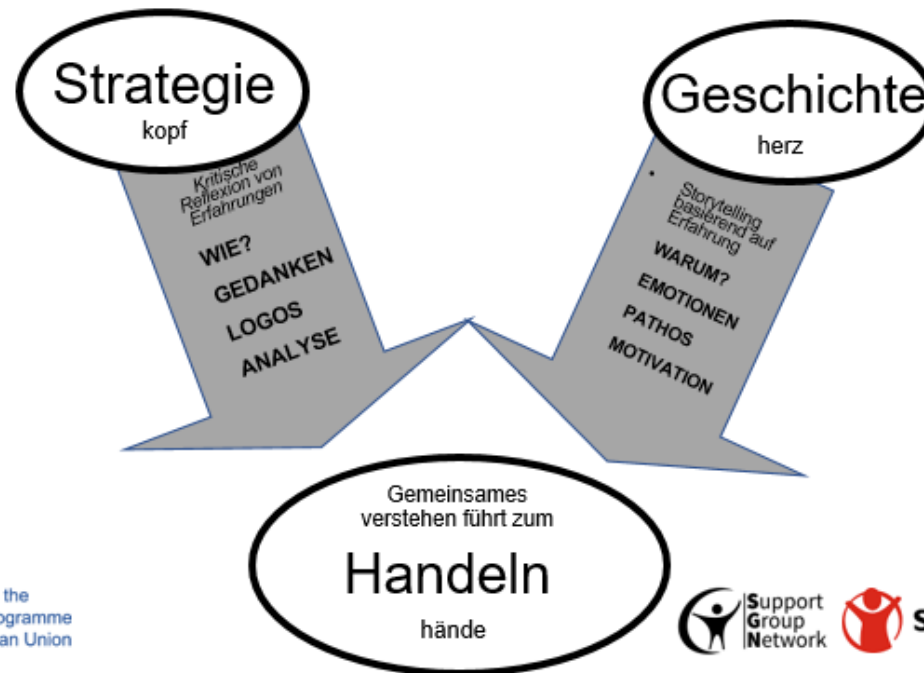 Strategie
kopf
Kritische
Reflexion von
Erfahrungen
WIE?
GEDANKEN
LOGOS
ANALYSE
Geschichte
herz
• Storytelling
basierend auf
Erfahrung
WARUM?
EMOTIONEN
PATHOS
MOTIVATION
Gemeinsames
verstehen führt zum
Handeln
hände
the
ogramme
an Union
Support
Group
Network
S